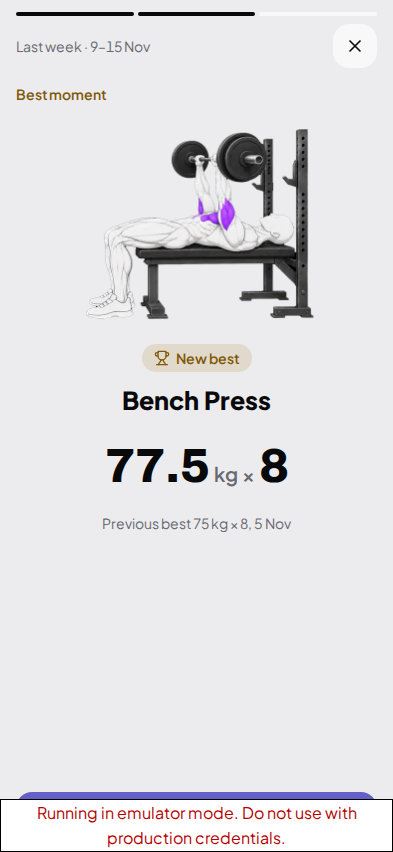 Last week · 9–15 Nov
Best moment
New best
Bench Press
77.5 kg × 8
Previous best 75 kg × 8, 5 Nov
Running in emulator mode. Do not use with
production credentials.